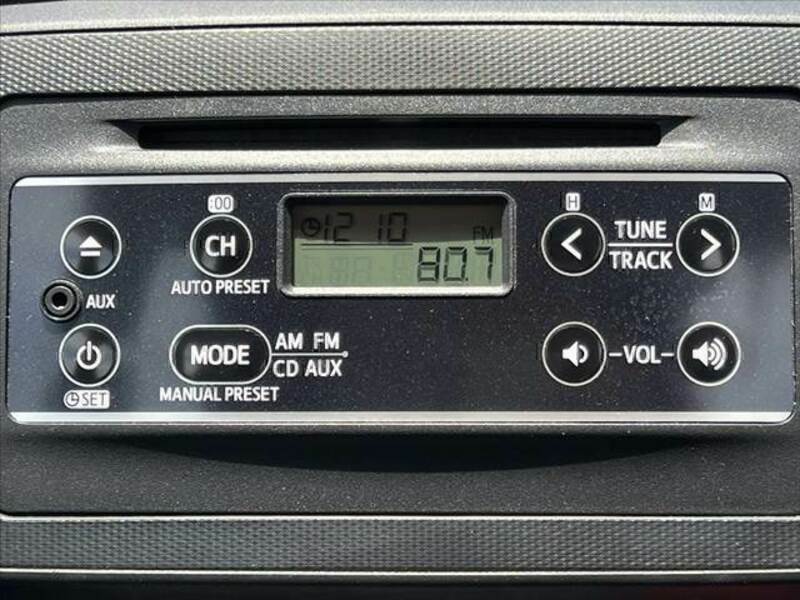 :00
H
M
12 10
FM
80.7
CH
AUTO PRESET
TUNE
TRACK
AUX
MODE
AM FM
CD AUX
MANUAL PRESET
VOL
SET